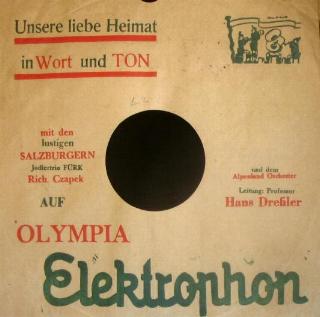 Unsere liebe Heimat
in Wort und TON
mit den
lustigen
SALZBURGERN
Jodlertrio FÜRK
Rich. Czapek
AUF
und dem
Alpenland Orchester
Leitung: Professor
Hans Dreßler
OLYMPIA
Elektrophon